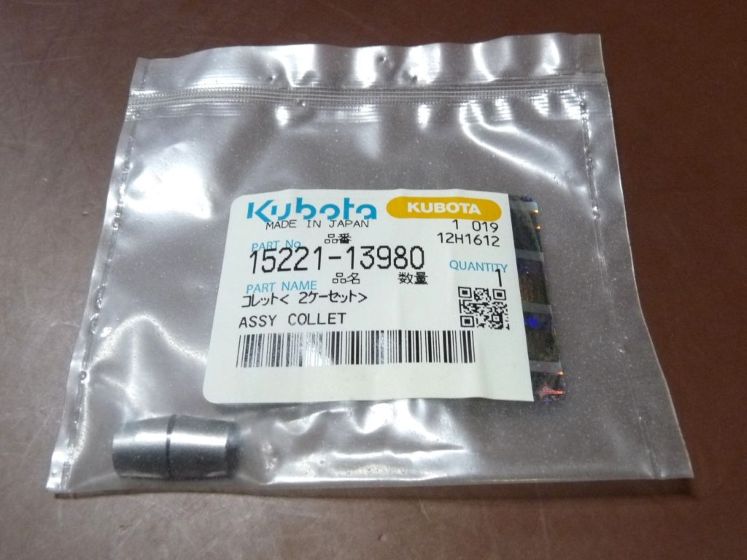 Kubota KUBOTA
MADE IN JAPAN 1 019
品番 12H1612
PART No.
15221-13980
品名 数量 QUANTITY
PART NAME 1
コレット< 2ケーセット>
ASSY COLLET